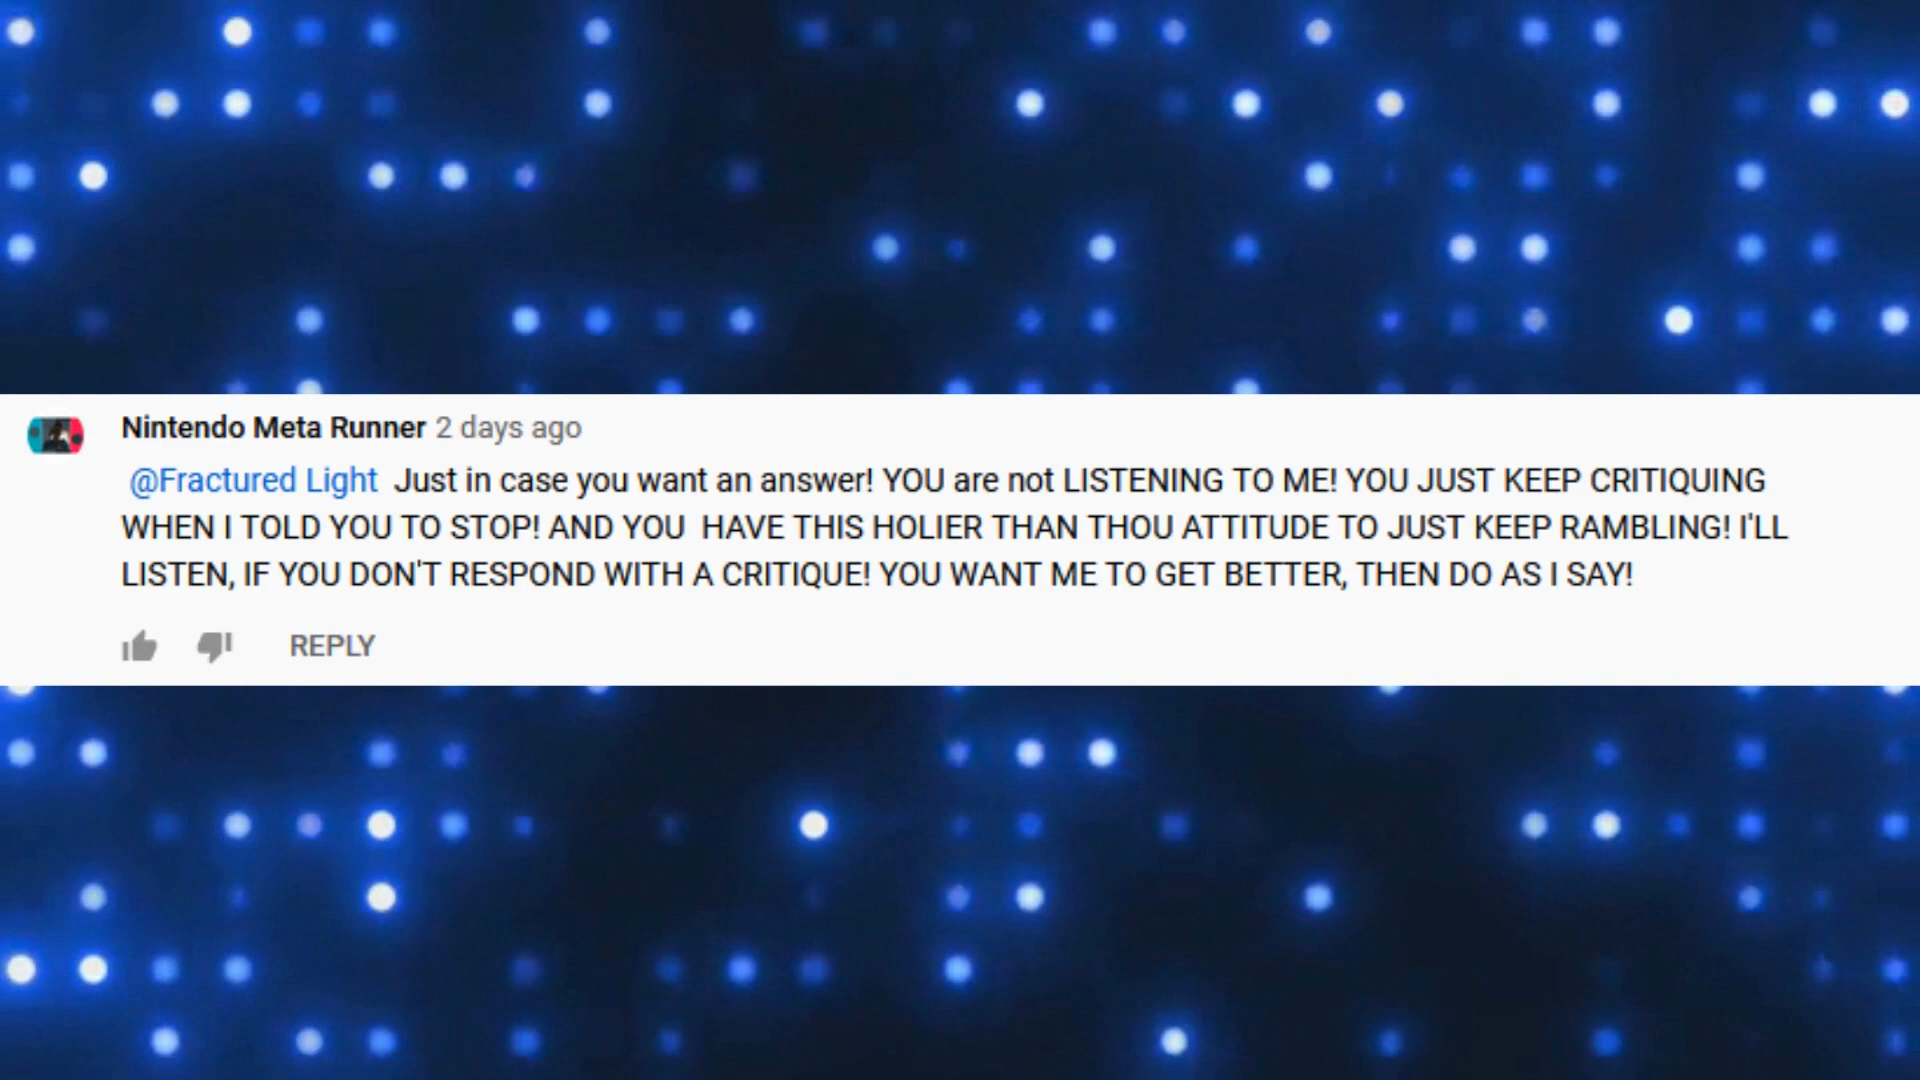 Nintendo Meta Runner 2 days ago
@Fractured Light Just in case you want an answer! YOU are not LISTENING TO ME! YOU JUST KEEP CRITIQUING
WHEN I TOLD YOU TO STOP! AND YOU HAVE THIS HOLIER THAN THOU ATTITUDE TO JUST KEEP RAMBLING! I'LL
LISTEN, IF YOU DON'T RESPOND WITH A CRITIQUE! YOU WANT ME TO GET BETTER, THEN DO AS I SAY!
REPLY